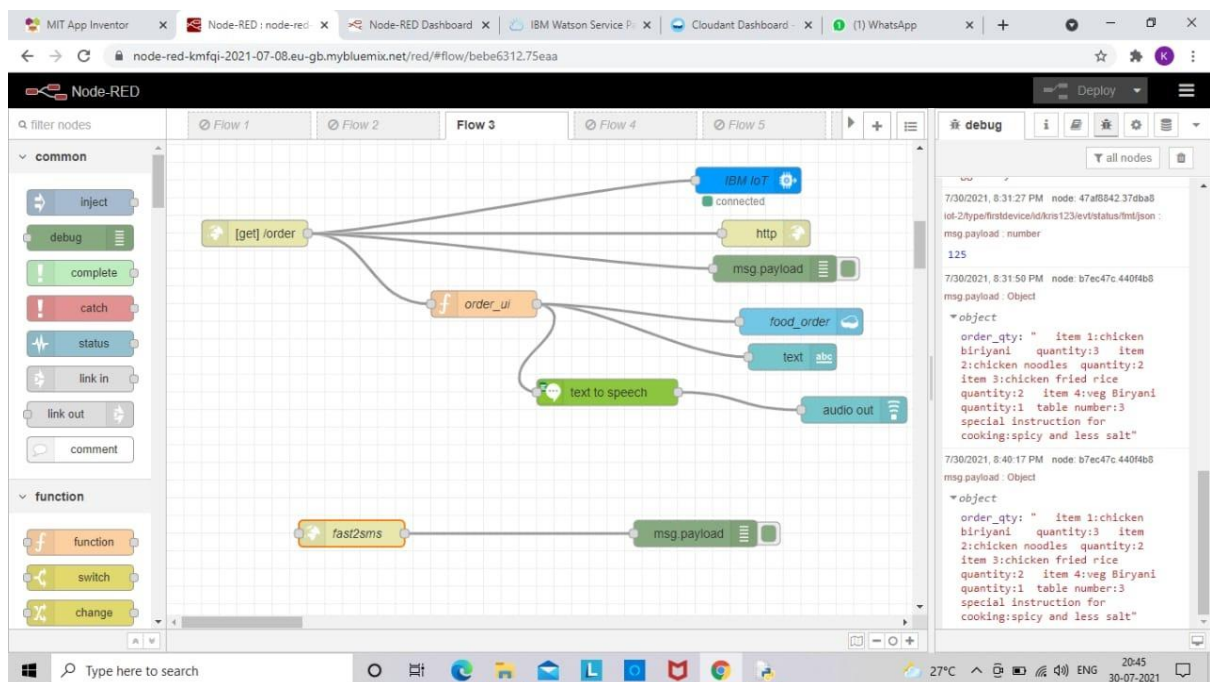 MIT App Inventor
Node-RED : node-red-
Node-RED Dashboard
IBM Watson Service P
Cloudant Dashboard -
(1) WhatsApp
node-red-kmfqi-2021-07-08.eu-gb.mybluemix.net/red/#flow/bebe6312.75eaa
K
Node-RED
Deploy
filter nodes
Flow 1
Flow 2
Flow 3
Flow 4
Flow 5
debug
all nodes
common
inject
debug
complete
catch
status
link in
link out
comment
function
function
switch
change
[get] /order
IBM IoT
connected
http
msg.payload
order_ui
food_order
text
abc
text to speech
audio out
fast2sms
msg.payload
7/30/2021, 8:31:27 PM node: 47af8842.37dba8
iot-2/type/firstdevice/id/kris123/evt/status/fmt/json :
msg.payload : number
125
7/30/2021, 8:31:50 PM node: b7ec47c.440f4b8
msg.payload : Object
object
order_qty: " item 1:chicken
biriyani quantity:3 item
2:chicken noodles quantity:2
item 3:chicken fried rice
quantity:2 item 4:veg Biryani
quantity:1 table number:3
special instruction for
cooking:spicy and less salt"
7/30/2021, 8:40:17 PM node: b7ec47c.440f4b8
msg.payload : Object
object
order_qty: " item 1:chicken
biriyani quantity:3 item
2:chicken noodles quantity:2
item 3:chicken fried rice
quantity:2 item 4:veg Biryani
quantity:1 table number:3
special instruction for
cooking:spicy and less salt"
Type here to search
27°C
ENG
20:45
30-07-2021